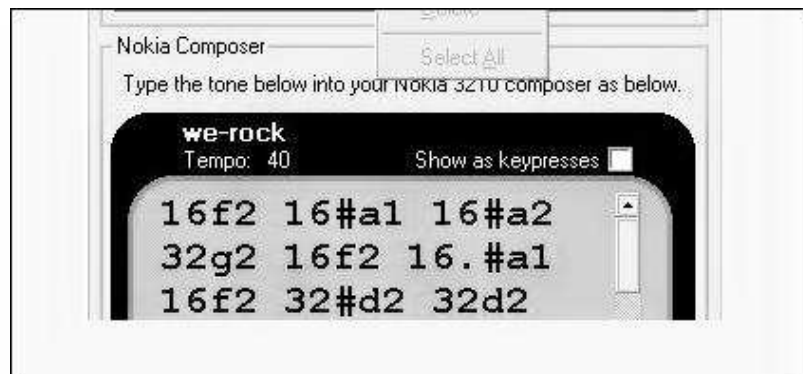 Select All
Nokia Composer
Type the tone below into your Nokia 3210 composer as below.
we-rock
Tempo: 40 Show as keypresses
16f2 16#a1 16#a2
32g2 16f2 16.#a1
16f2 32#d2 32d2